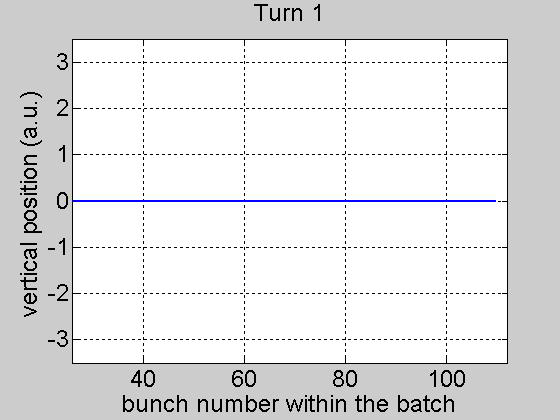 Turn 1
3
2
1
0
-1
-2
-3
vertical position (a.u.)
40 60 80 100
bunch number within the batch